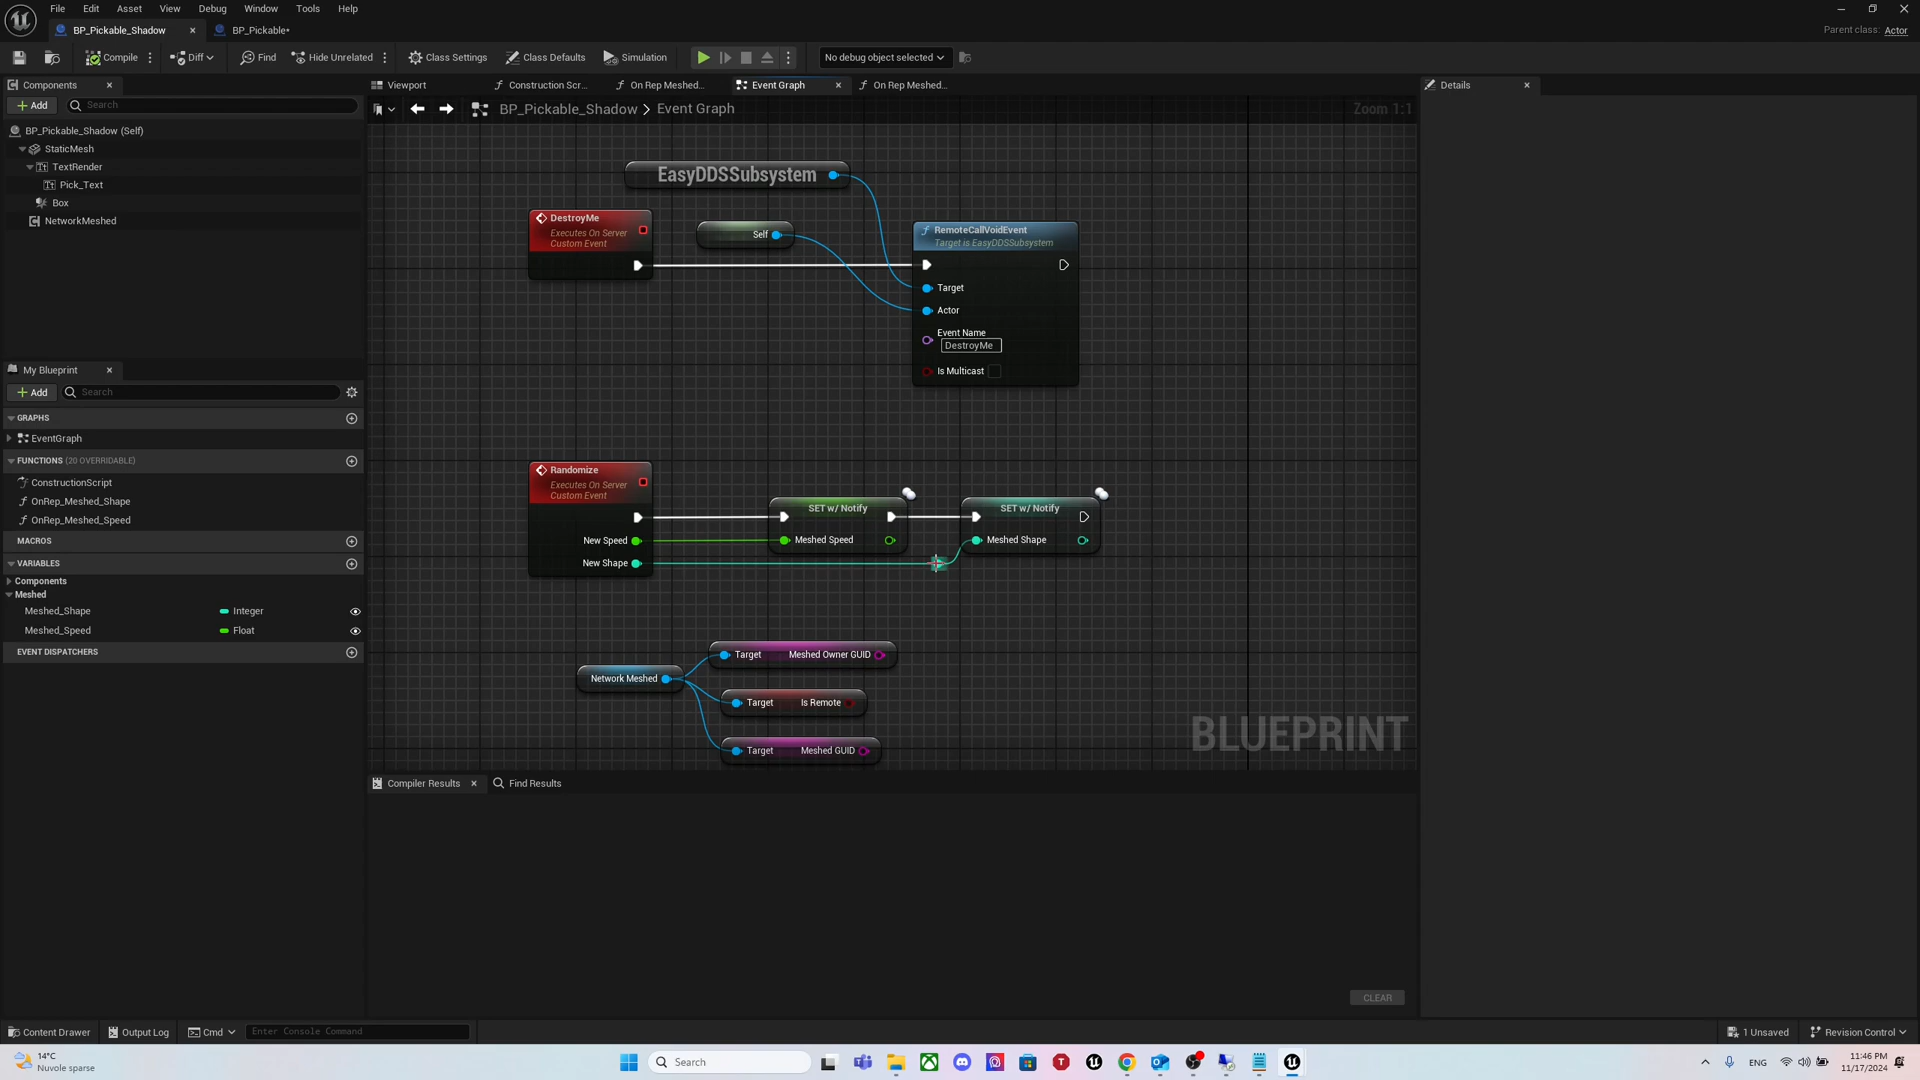 File Edit Asset View Debug Window Tools Help
BP_Pickable_Shadow BP_Pickable*
Parent class: Actor
Compile Diff Find Hide Unrelated Class Settings Class Defaults Simulation No debug object selected
Components
Add Search
BP_Pickable_Shadow (Self)
StaticMesh
TextRender
Pick_Text
Box
NetworkMeshed
My Blueprint
Add Search
GRAPHS
EventGraph
FUNCTIONS (20 OVERRIDABLE)
ConstructionScript
OnRep_Meshed_Shape
OnRep_Meshed_Speed
MACROS
VARIABLES
Components
Meshed
Meshed_Shape Integer
Meshed_Speed Float
EVENT DISPATCHERS
Viewport Construction Scr... On Rep Meshed... Event Graph On Rep Meshed...
BP_Pickable_Shadow > Event Graph
Zoom 1:1
EasyDDSSubsystem
DestroyMe
Executes On Server
Custom Event
Self
RemoteCallVoidEvent
Target is EasyDDSSubsystem
Target
Actor
Event Name
DestroyMe
Is Multicast
Randomize
Executes On Server
Custom Event
New Speed
New Shape
SET w/ Notify
Meshed Speed
SET w/ Notify
Meshed Shape
Network Meshed
Target Meshed Owner GUID
Target Is Remote
Target Meshed GUID
BLUEPRINT
Compiler Results Find Results
CLEAR
Details
Content Drawer Output Log Cmd Enter Console Command
1 Unsaved Revision Control
14°C
Nuvole sparse
Search
ENG
11:46 PM
11/17/2024